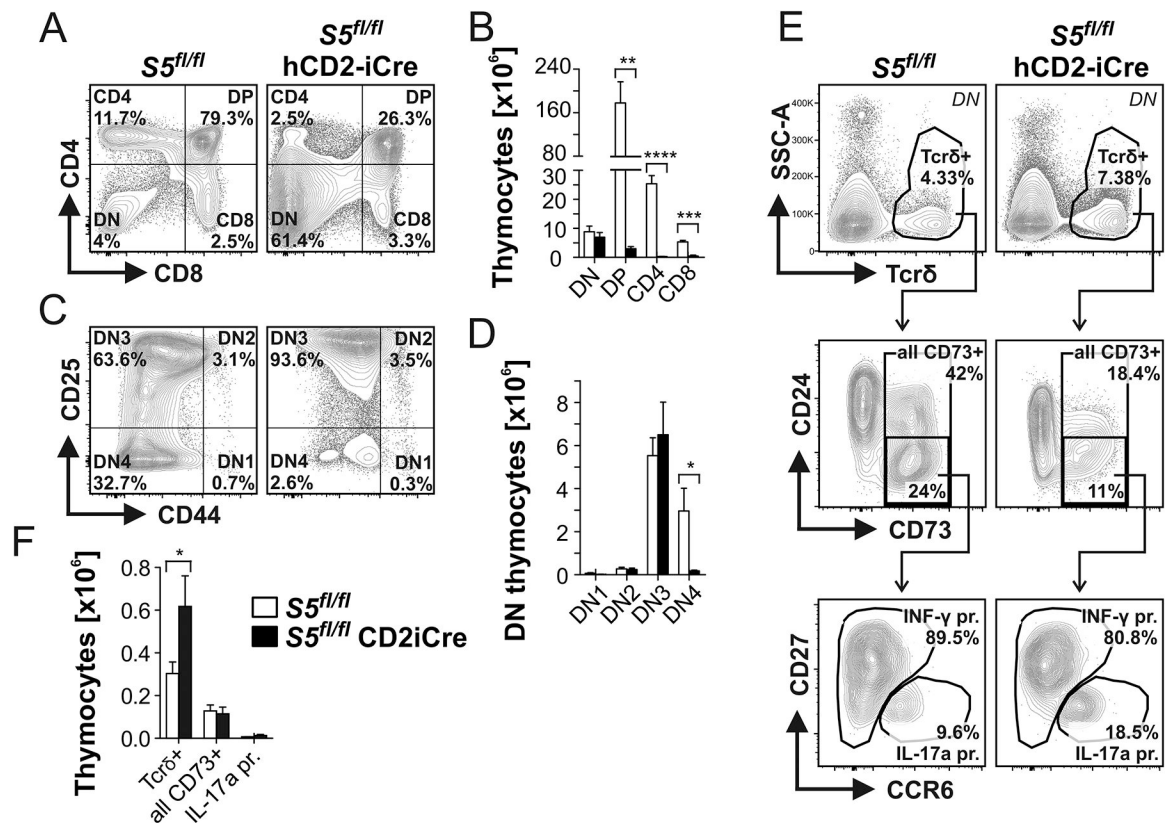 A
S5fl/fl
S5fl/fl
hCD2-iCre
CD4
11.7%
DP
79.3%
DN
4%
CD8
2.5%
CD4
2.5%
DP
26.3%
DN
61.4%
CD8
3.3%
CD4
CD8
B
Thymocytes [x10⁶]
240
160
80
30
20
10
0
**
****
***
DN
DP
CD4
CD8
C
DN3
63.6%
DN2
3.1%
DN4
32.7%
DN1
0.7%
DN3
93.6%
DN2
3.5%
DN4
2.6%
DN1
0.3%
CD25
CD44
D
DN thymocytes [x10⁶]
8
6
4
2
0
*
DN1
DN2
DN3
DN4
E
S5fl/fl
S5fl/fl
hCD2-iCre
SSC-A
400K
300K
200K
100K
0
DN
Tcrδ+
4.33%
400K
300K
200K
100K
0
DN
Tcrδ+
7.38%
Tcrδ
CD24
all CD73+
42%
24%
all CD73+
18.4%
11%
CD73
CD27
INF-γ pr.
89.5%
9.6%
IL-17a pr.
INF-γ pr.
80.8%
18.5%
IL-17a pr.
CCR6
F
Thymocytes [x10⁶]
0.8
0.6
0.4
0.2
0.0
*
Tcrδ+
all CD73+
IL-17a pr.
S5fl/fl
S5fl/fl CD2iCre